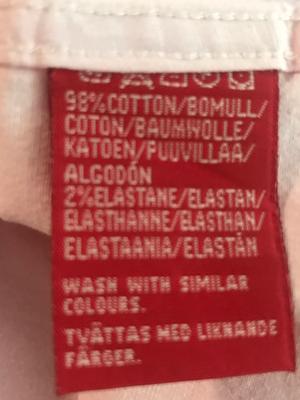 98%COTTON/BOMULL/
COTON/BAUMWOLLE/
KATOEN/PUUVILLAA/
ALGODÓN
2%ELASTANE/ELASTAN/
ELASTHANNE/ELASTHAN/
ELASTAANIA/ELASTÁN
WASH WITH SIMILAR
COLOURS.
TVÄTTAS MED LIKNANDE
FÄRGER.